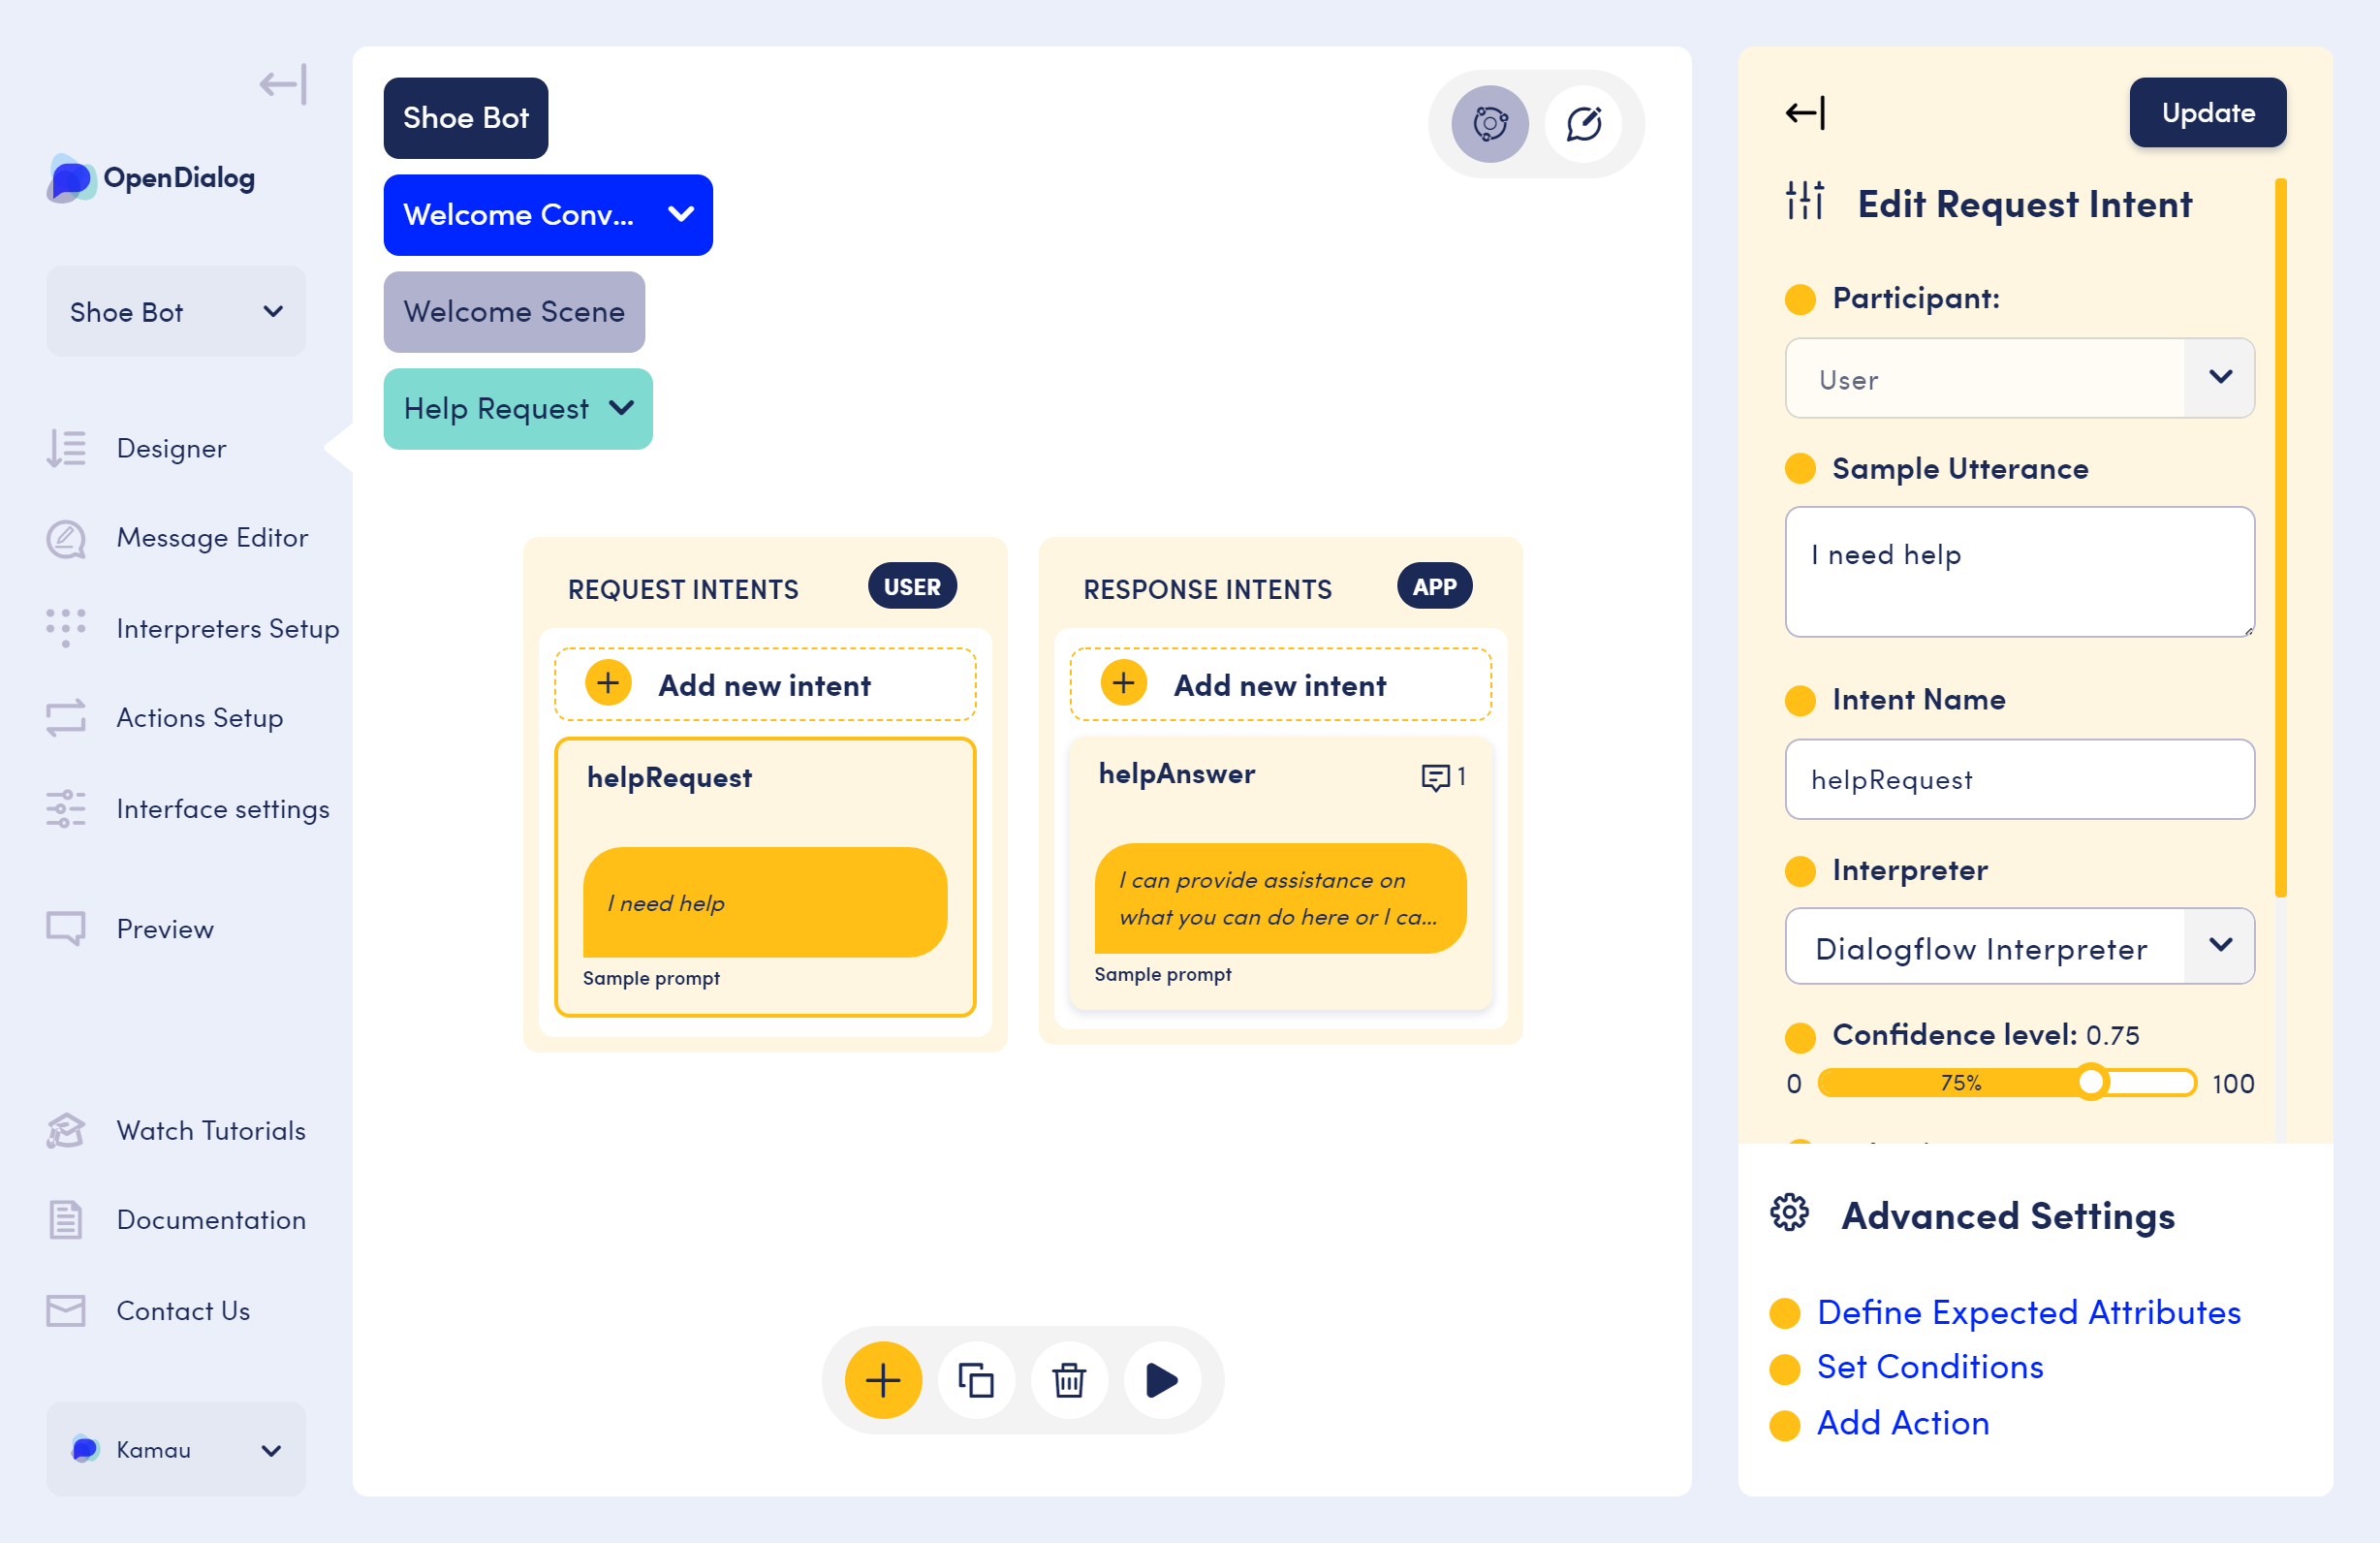 OpenDialog
Shoe Bot
Designer
Message Editor
Interpreters Setup
Actions Setup
Interface settings
Preview
Watch Tutorials
Documentation
Contact Us
Kamau
Shoe Bot
Welcome Conv...
Welcome Scene
Help Request
REQUEST INTENTS
USER
Add new intent
helpRequest
I need help
Sample prompt
RESPONSE INTENTS
APP
Add new intent
helpAnswer
1
I can provide assistance on
what you can do here or I ca...
Sample prompt
Update
Edit Request Intent
Participant:
User
Sample Utterance
I need help
Intent Name
helpRequest
Interpreter
Dialogflow Interpreter
Confidence level: 0.75
0
75%
100
Advanced Settings
Define Expected Attributes
Set Conditions
Add Action